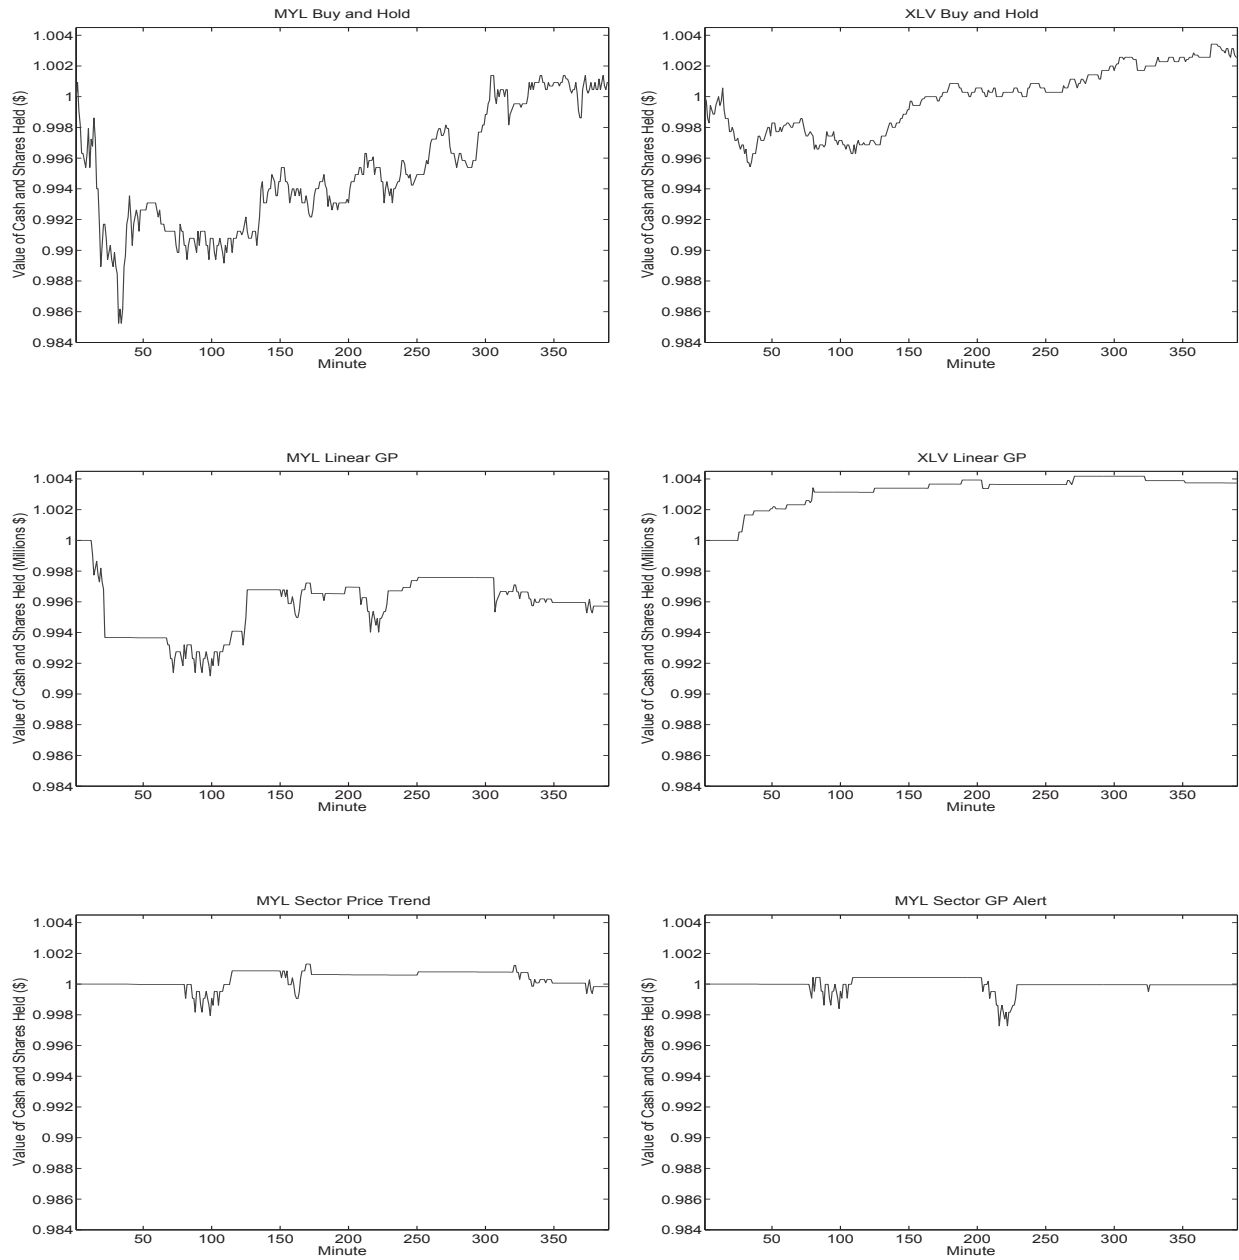 MYL Buy and Hold
Value of Cash and Shares Held ($)
1.004
1.002
1
0.998
0.996
0.994
0.992
0.99
0.988
0.986
0.984
50 100 150 200 250 300 350
Minute
XLV Buy and Hold
Value of Cash and Shares Held ($)
1.004
1.002
1
0.998
0.996
0.994
0.992
0.99
0.988
0.986
0.984
50 100 150 200 250 300 350
Minute
MYL Linear GP
Value of Cash and Shares Held (Millions $)
1.004
1.002
1
0.998
0.996
0.994
0.992
0.99
0.988
0.986
0.984
50 100 150 200 250 300 350
Minute
XLV Linear GP
Value of Cash and Shares Held (Millions $)
1.004
1.002
1
0.998
0.996
0.994
0.992
0.99
0.988
0.986
0.984
50 100 150 200 250 300 350
Minute
MYL Sector Price Trend
Value of Cash and Shares Held ($)
1.004
1.002
1
0.998
0.996
0.994
0.992
0.99
0.988
0.986
0.984
50 100 150 200 250 300 350
Minute
MYL Sector GP Alert
Value of Cash and Shares Held ($)
1.004
1.002
1
0.998
0.996
0.994
0.992
0.99
0.988
0.986
0.984
50 100 150 200 250 300 350
Minute